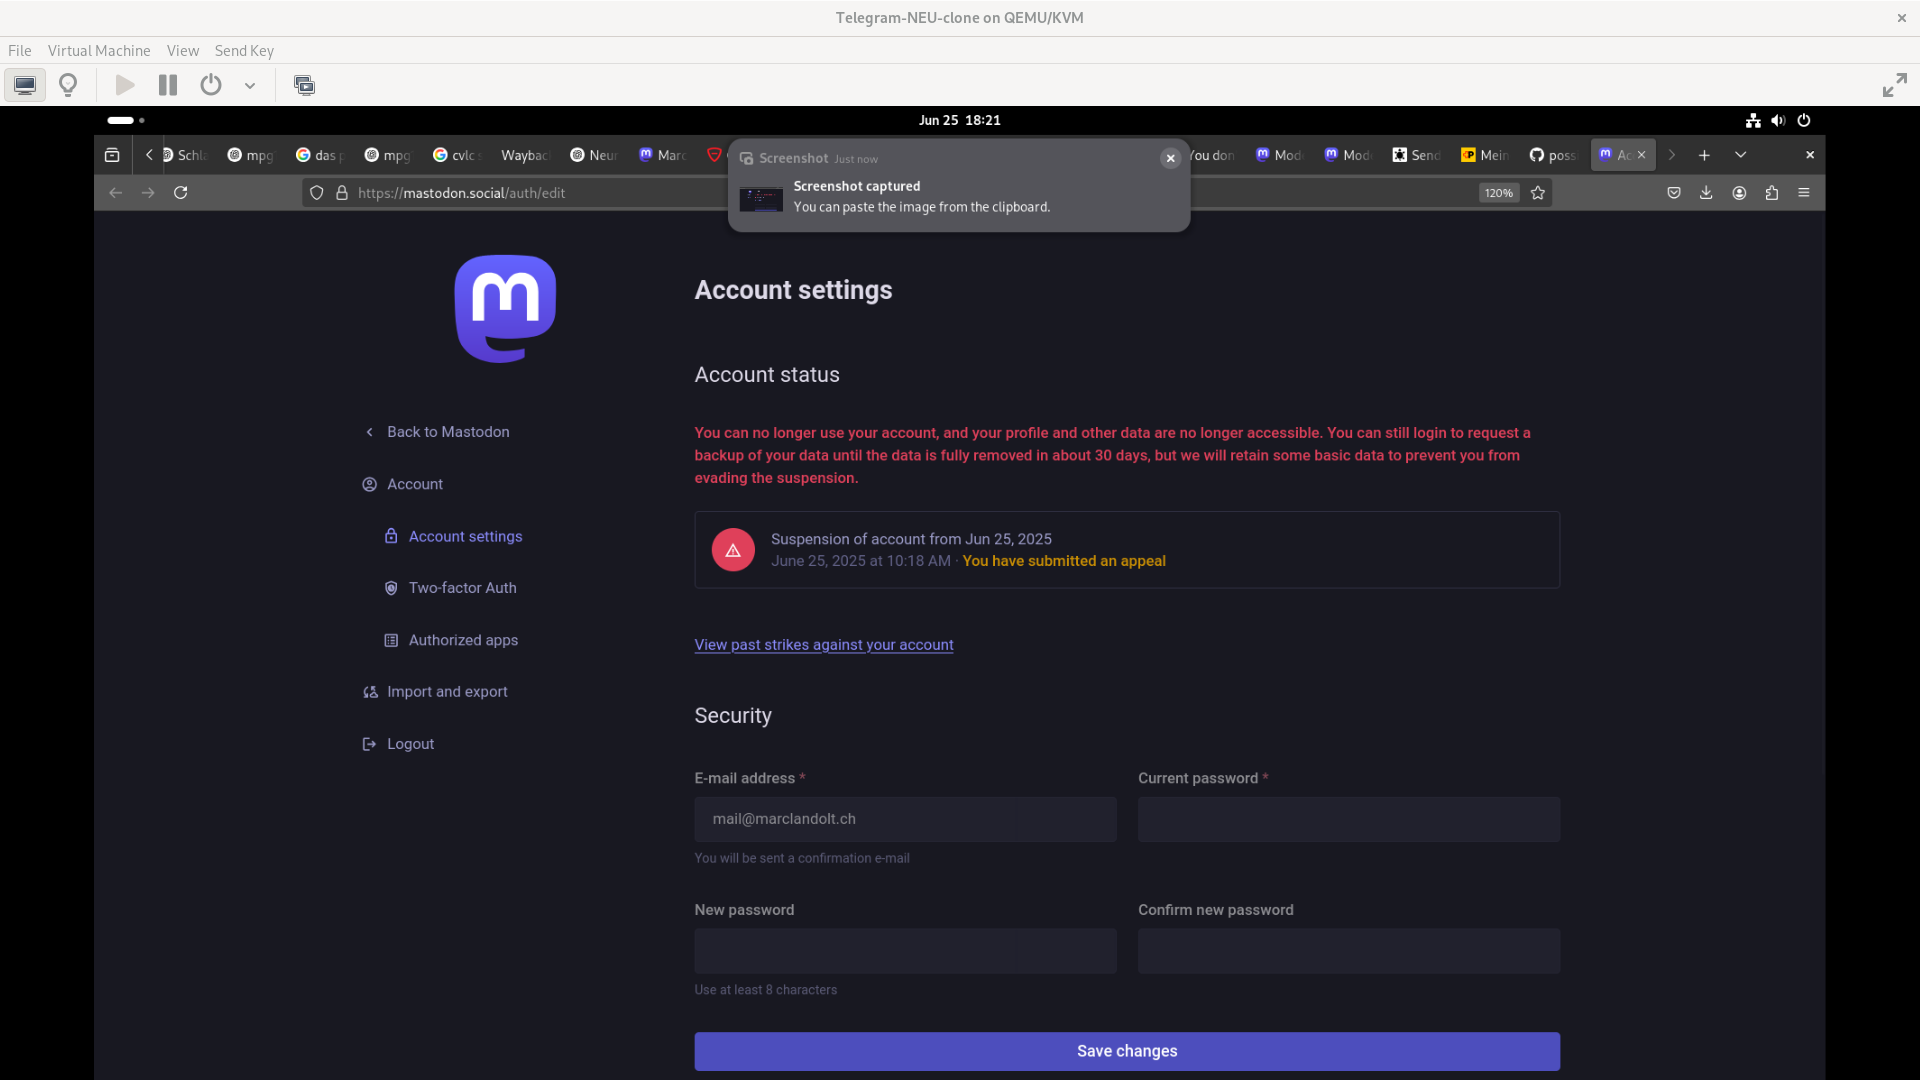 Telegram-NEU-clone on QEMU/KVM
File Virtual Machine View Send Key
Jun 25 18:21
Schla mpg das p mpg cvlc s Wayba Neur Marc You don Mod Mod Send Mein poss Ac
Screenshot Just now
Screenshot captured
You can paste the image from the clipboard.
https://mastodon.social/auth/edit
120%
Account settings
Account status
Back to Mastodon
You can no longer use your account, and your profile and other data are no longer accessible. You can still login to request a
backup of your data until the data is fully removed in about 30 days, but we will retain some basic data to prevent you from
evading the suspension.
Account
Account settings
Suspension of account from Jun 25, 2025
June 25, 2025 at 10:18 AM · You have submitted an appeal
Two-factor Auth
Authorized apps
View past strikes against your account
Import and export
Security
Logout
E-mail address * Current password *
mail@marclandolt.ch
You will be sent a confirmation e-mail
New password Confirm new password
Use at least 8 characters
Save changes